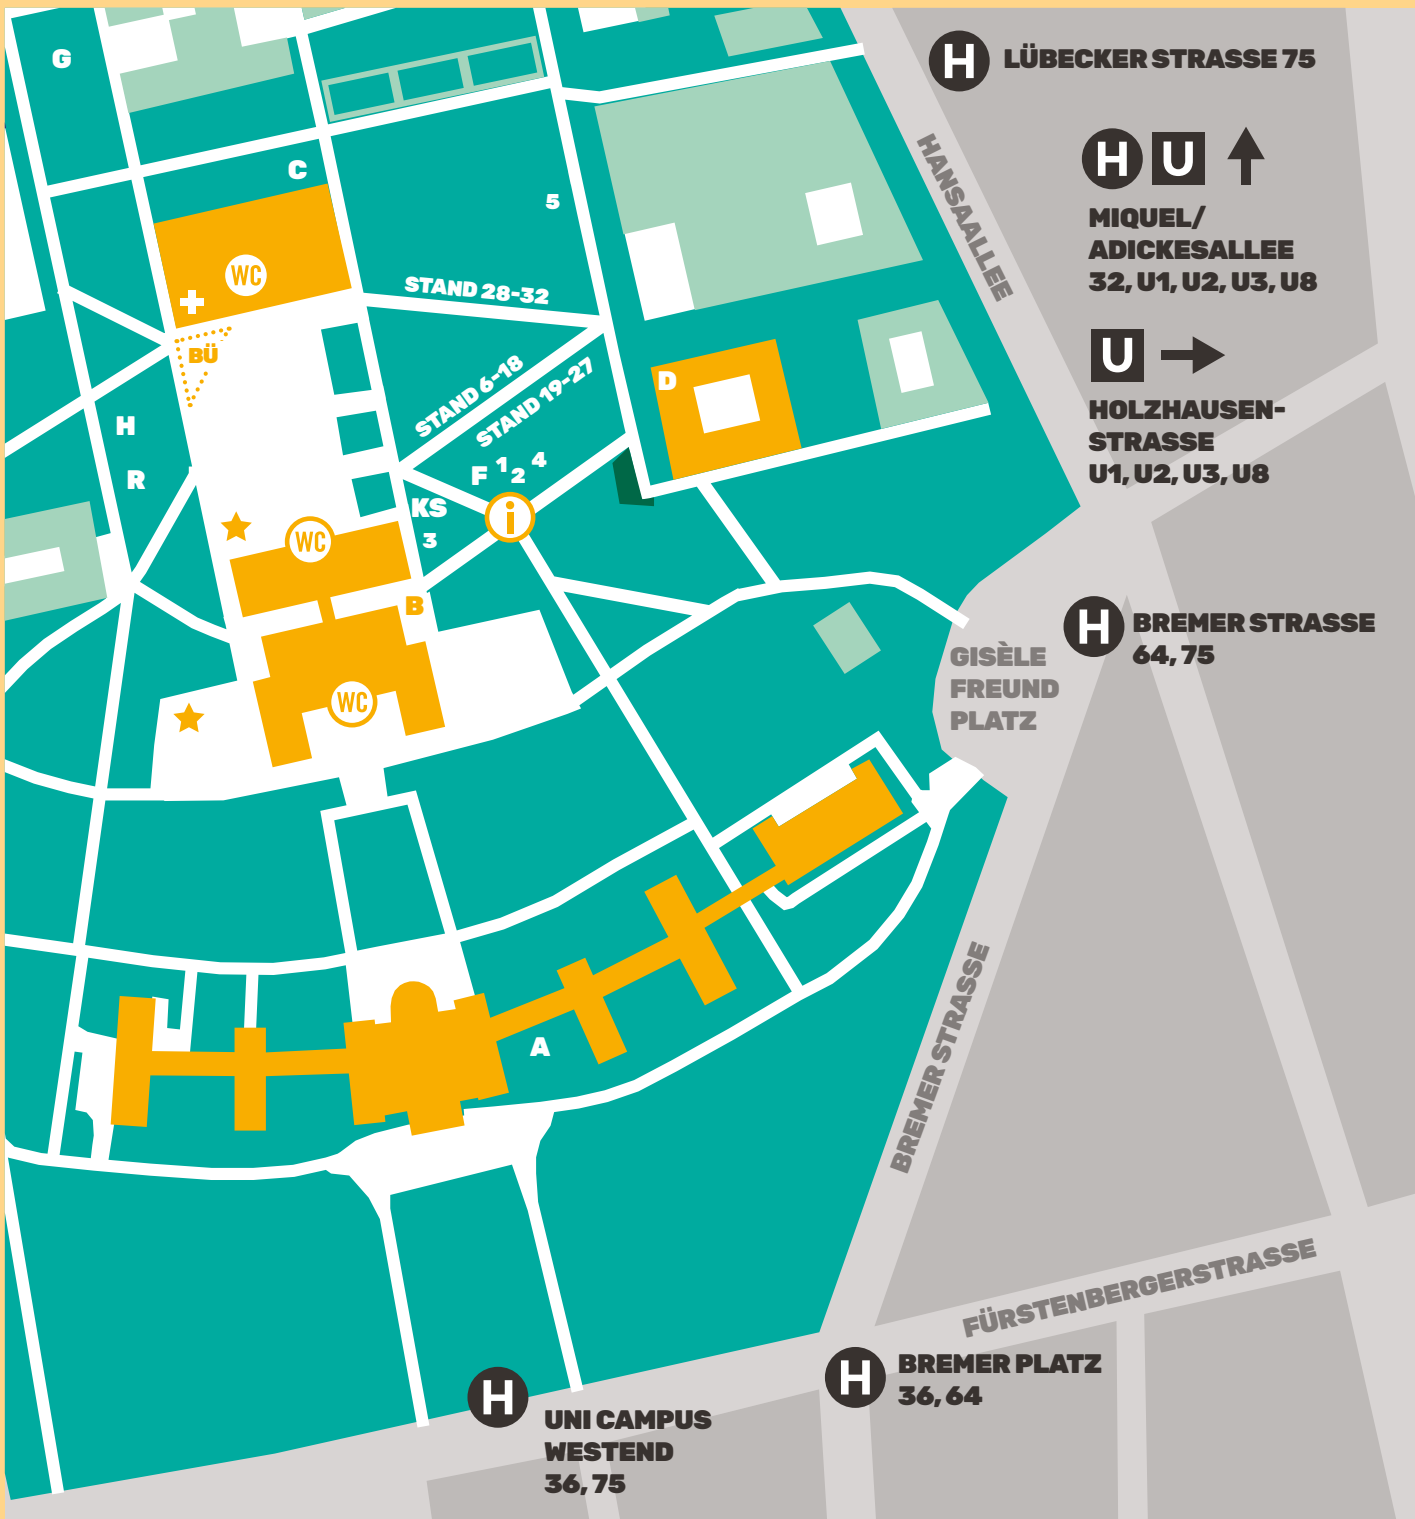 G
H LÜBECKER STRASSE 75
HANSAALLEE
H U
MIQUEL/
ADICKESALLEE
32, U1, U2, U3, U8
U
HOLZHAUSEN-
STRASSE
U1, U2, U3, U8
C
5
WC
STAND 28-32
BÜ
STAND 6-18
STAND 19-27
D
H
R
F 1 2 4
KS
3
i
WC
B
WC
H BREMER STRASSE
64, 75
GISÈLE
FREUND
PLATZ
A
BREMER STRASSE
FÜRSTENBERGERSTRASSE
H BREMER PLATZ
36, 64
H
UNI CAMPUS
WESTEND
36, 75